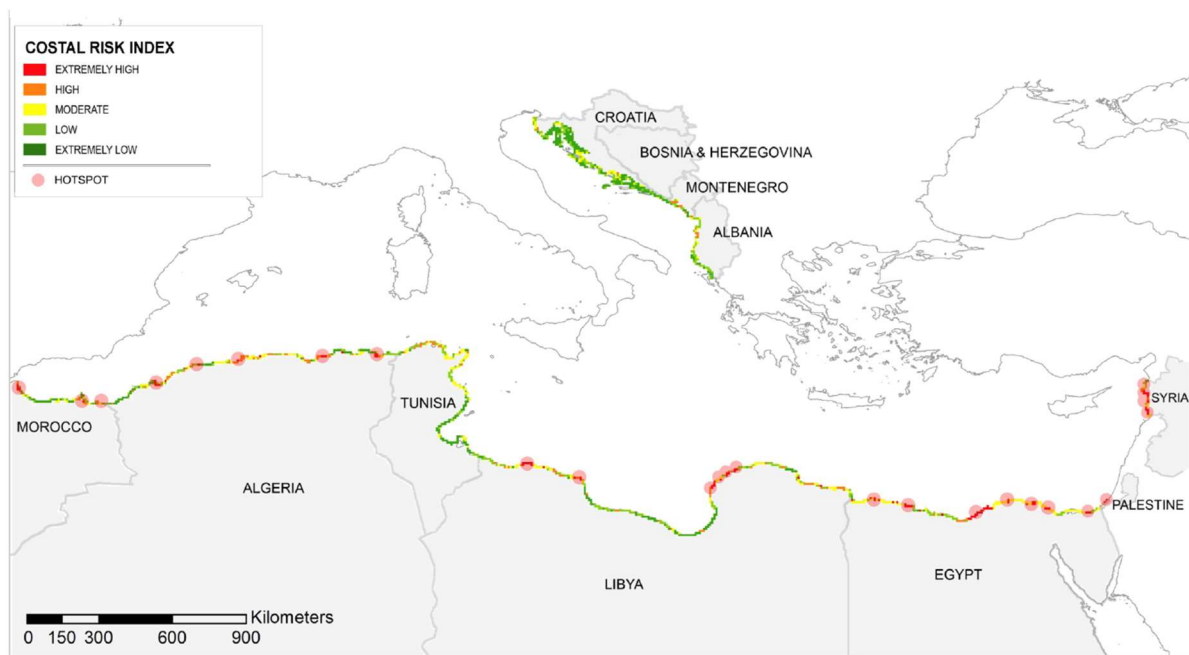 COSTAL RISK INDEX
EXTREMELY HIGH
HIGH
MODERATE
LOW
EXTREMELY LOW
HOTSPOT
CROATIA
BOSNIA & HERZEGOVINA
MONTENEGRO
ALBANIA
TUNISIA
SYRIA
MOROCCO
ALGERIA
PALESTINE
LIBYA
EGYPT
Kilometers
0 150 300 600 900